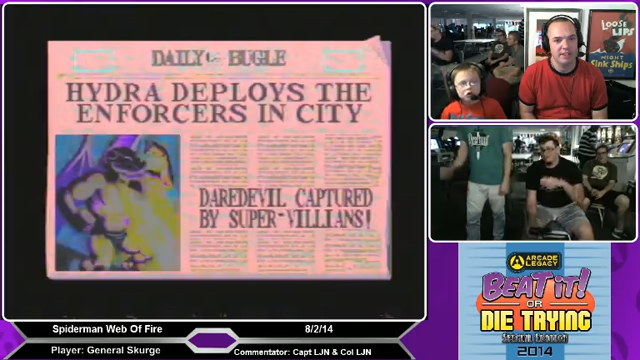 DAILY BUGLE
HYDRA DEPLOYS THE
ENFORCERS IN CITY
DAREDEVIL CAPTURED
BY SUPER-VILLIANS!
LOOSE
LIPS
MIGHT
Sink Ships
ARCADE
LEGACY
BEAT IT!
OR
DIE TRYING
SPECIAL EDITION
2014
Spiderman Web Of Fire
8/2/14
Player: General Skurge
Commentator: Capt LJN & Col LJN